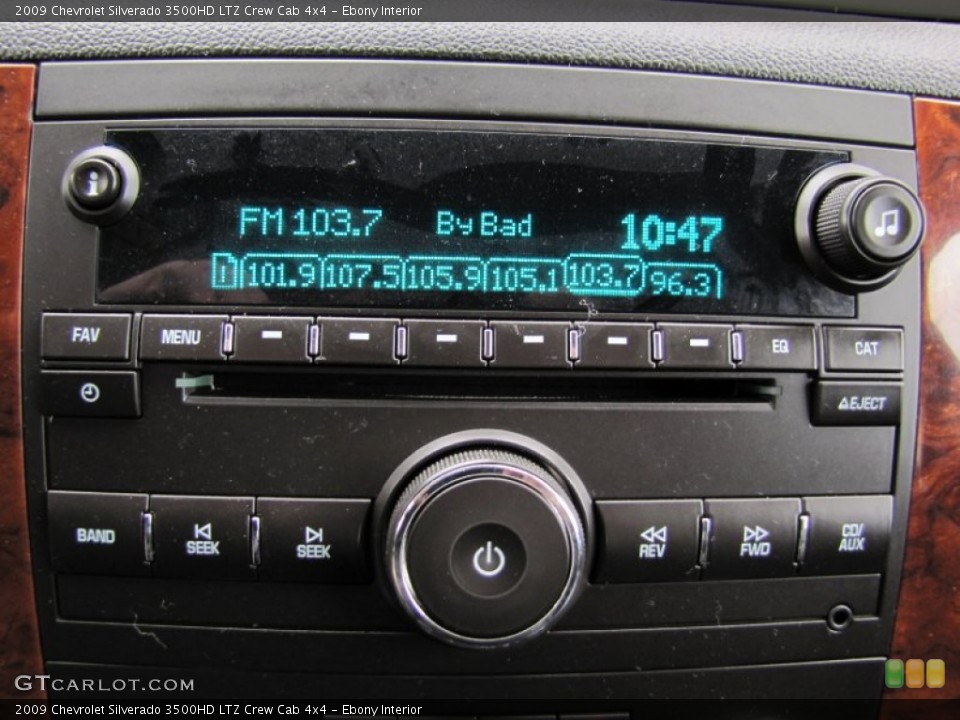 2009 Chevrolet Silverado 3500HD LTZ Crew Cab 4x4 – Ebony Interior
i
FM 103.7 By Bad 10:47
1 101.9 107.5 105.9 105.1 103.7 96.3
FAV MENU EQ CAT
EJECT
BAND SEEK SEEK REV FWD CD/
AUX
GTCARLOT.COM
2009 Chevrolet Silverado 3500HD LTZ Crew Cab 4x4 – Ebony Interior